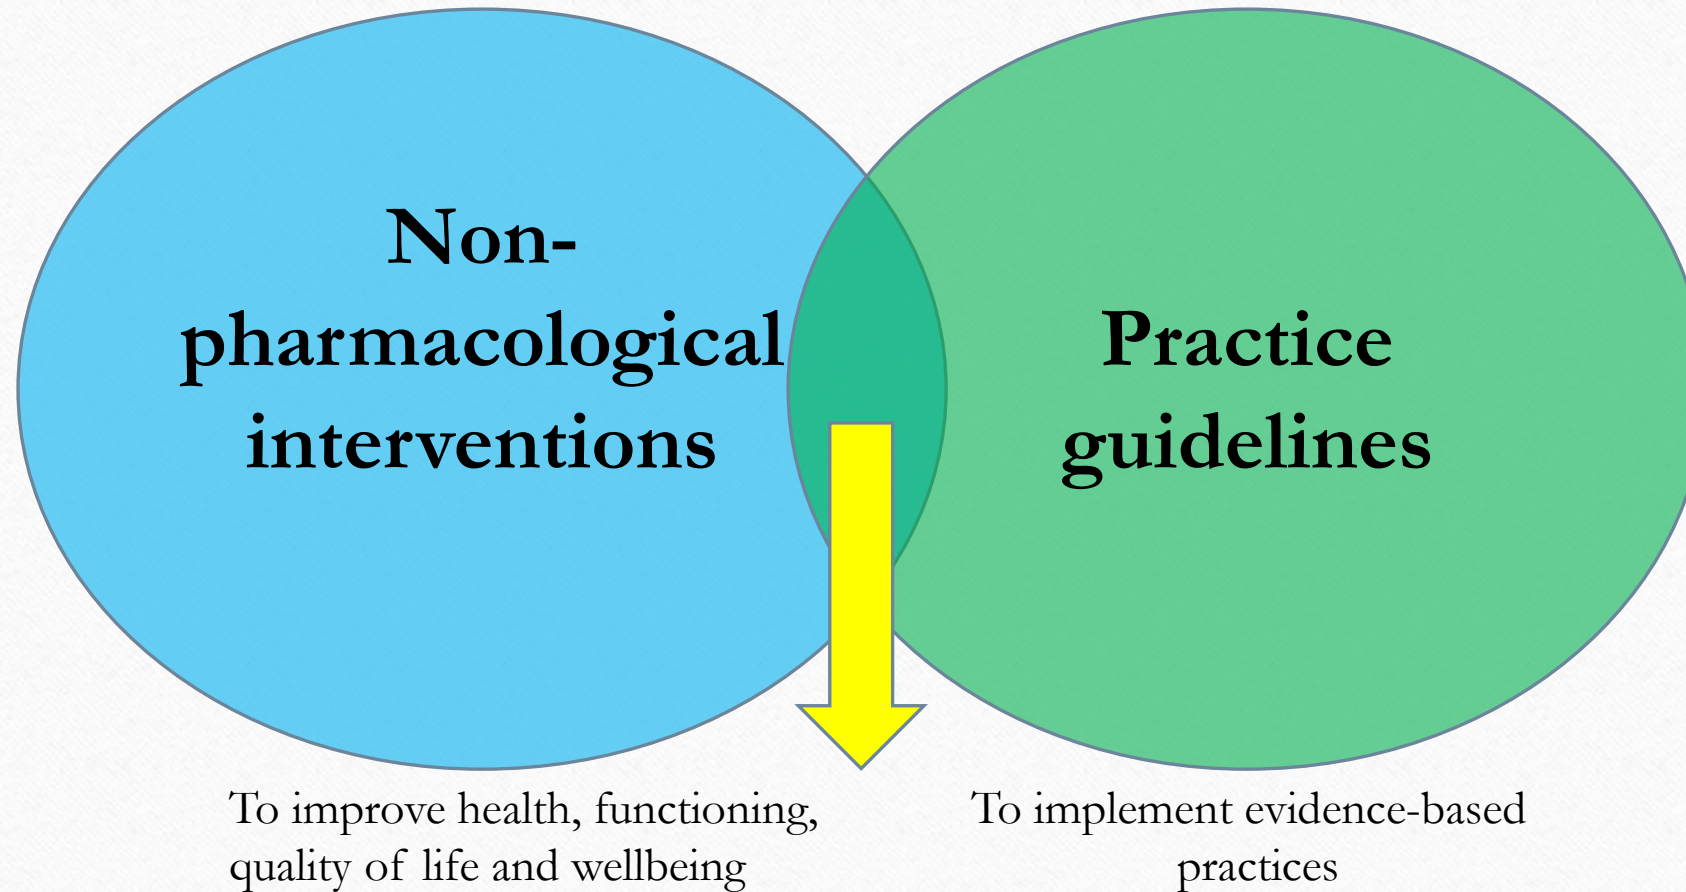 Non-
pharmacological
interventions
Practice
guidelines
To improve health, functioning,
quality of life and wellbeing
To implement evidence-based
practices